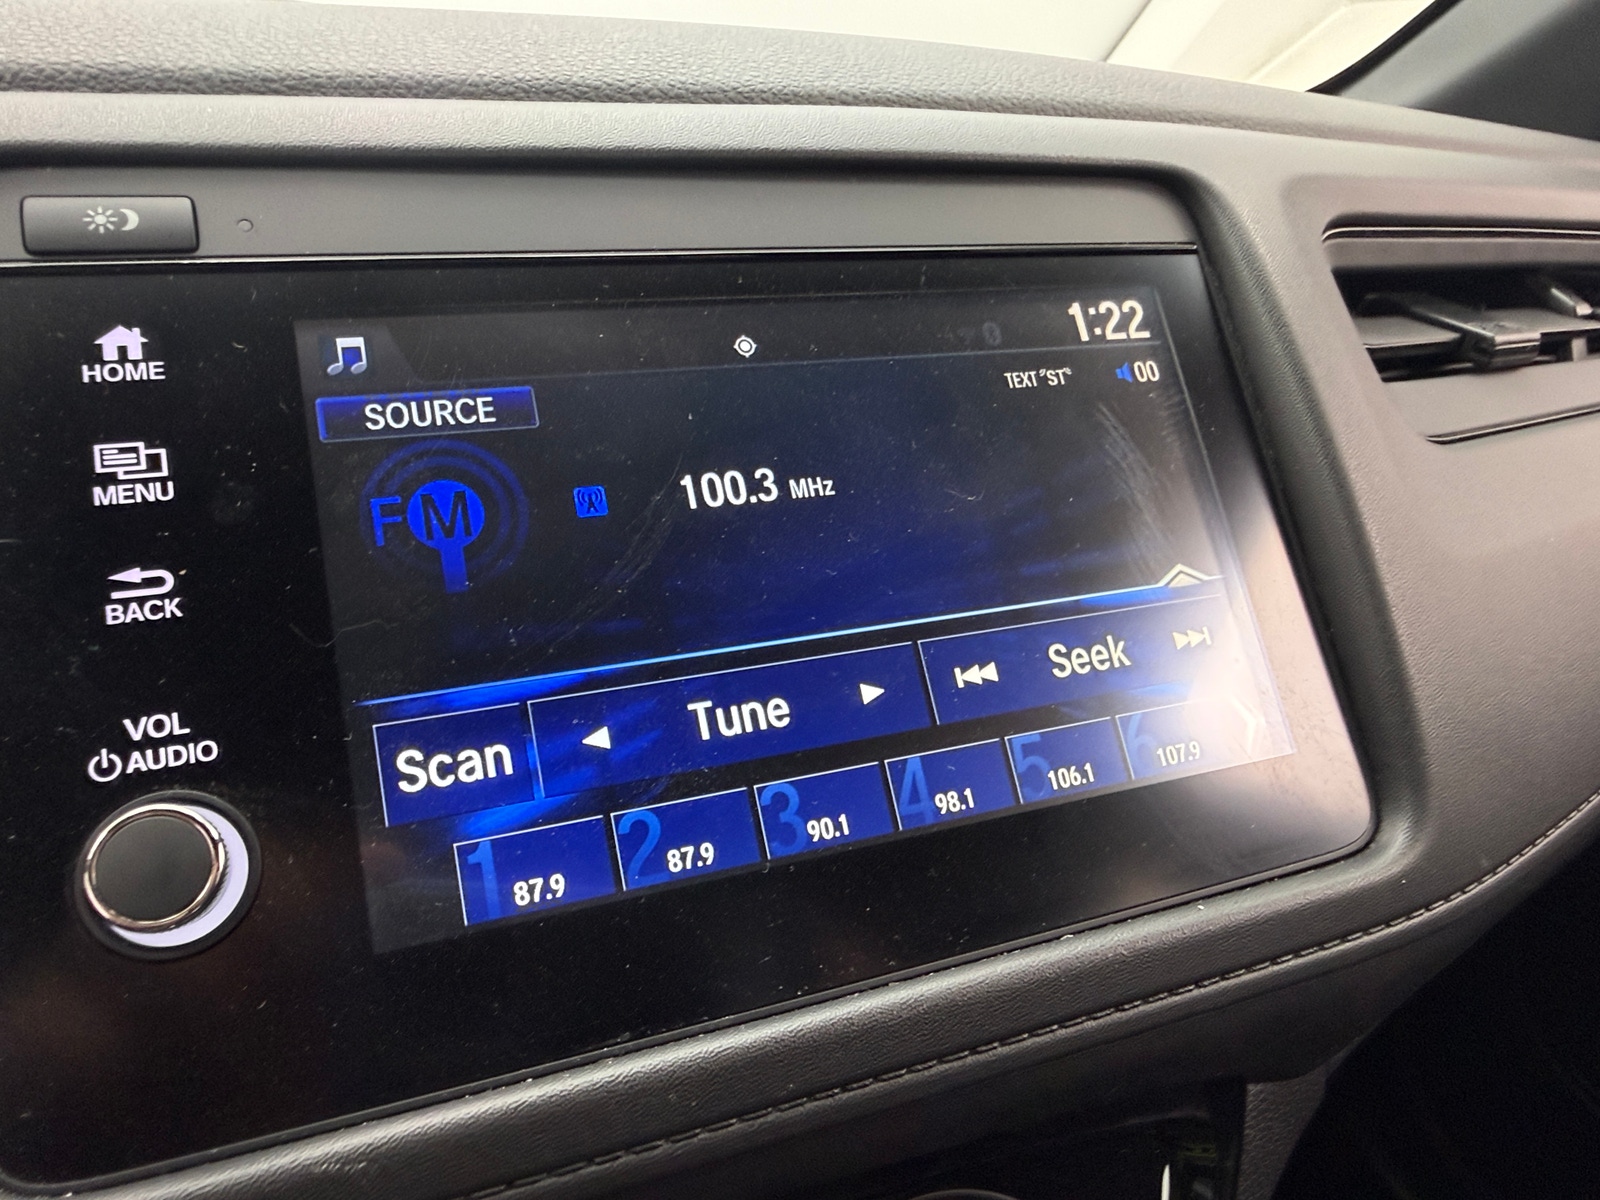 1:22
HOME
TEXT "ST"
00
SOURCE
MENU
FM
100.3 MHz
BACK
Seek
Tune
Scan
VOL
AUDIO
1 87.9
2 87.9
3 90.1
4 98.1
5 106.1
6 107.9